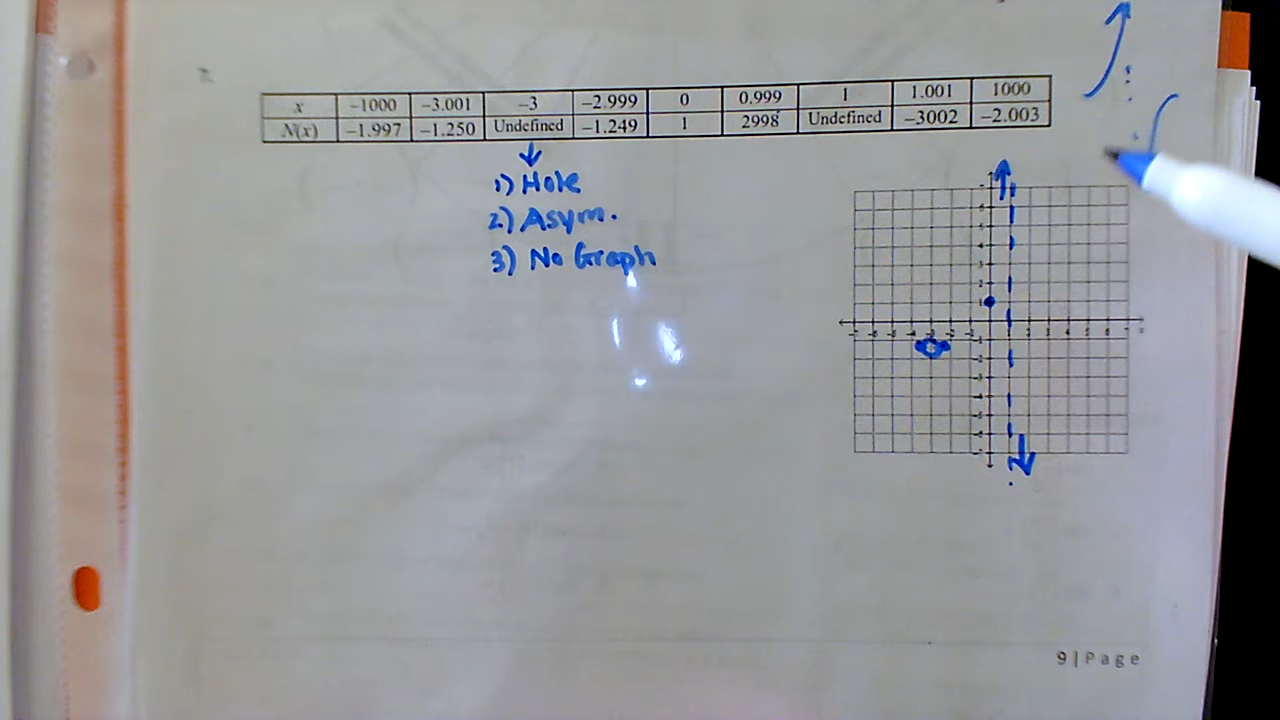 x −1000 −3.001 −3 −2.999 0 0.999 1 1.001 1000
N(x) −1.997 −1.250 Undefined −1.249 1 2998 Undefined −3002 −2.003
1) Hole
2) Asym.
3) No Graph
9 | P a g e